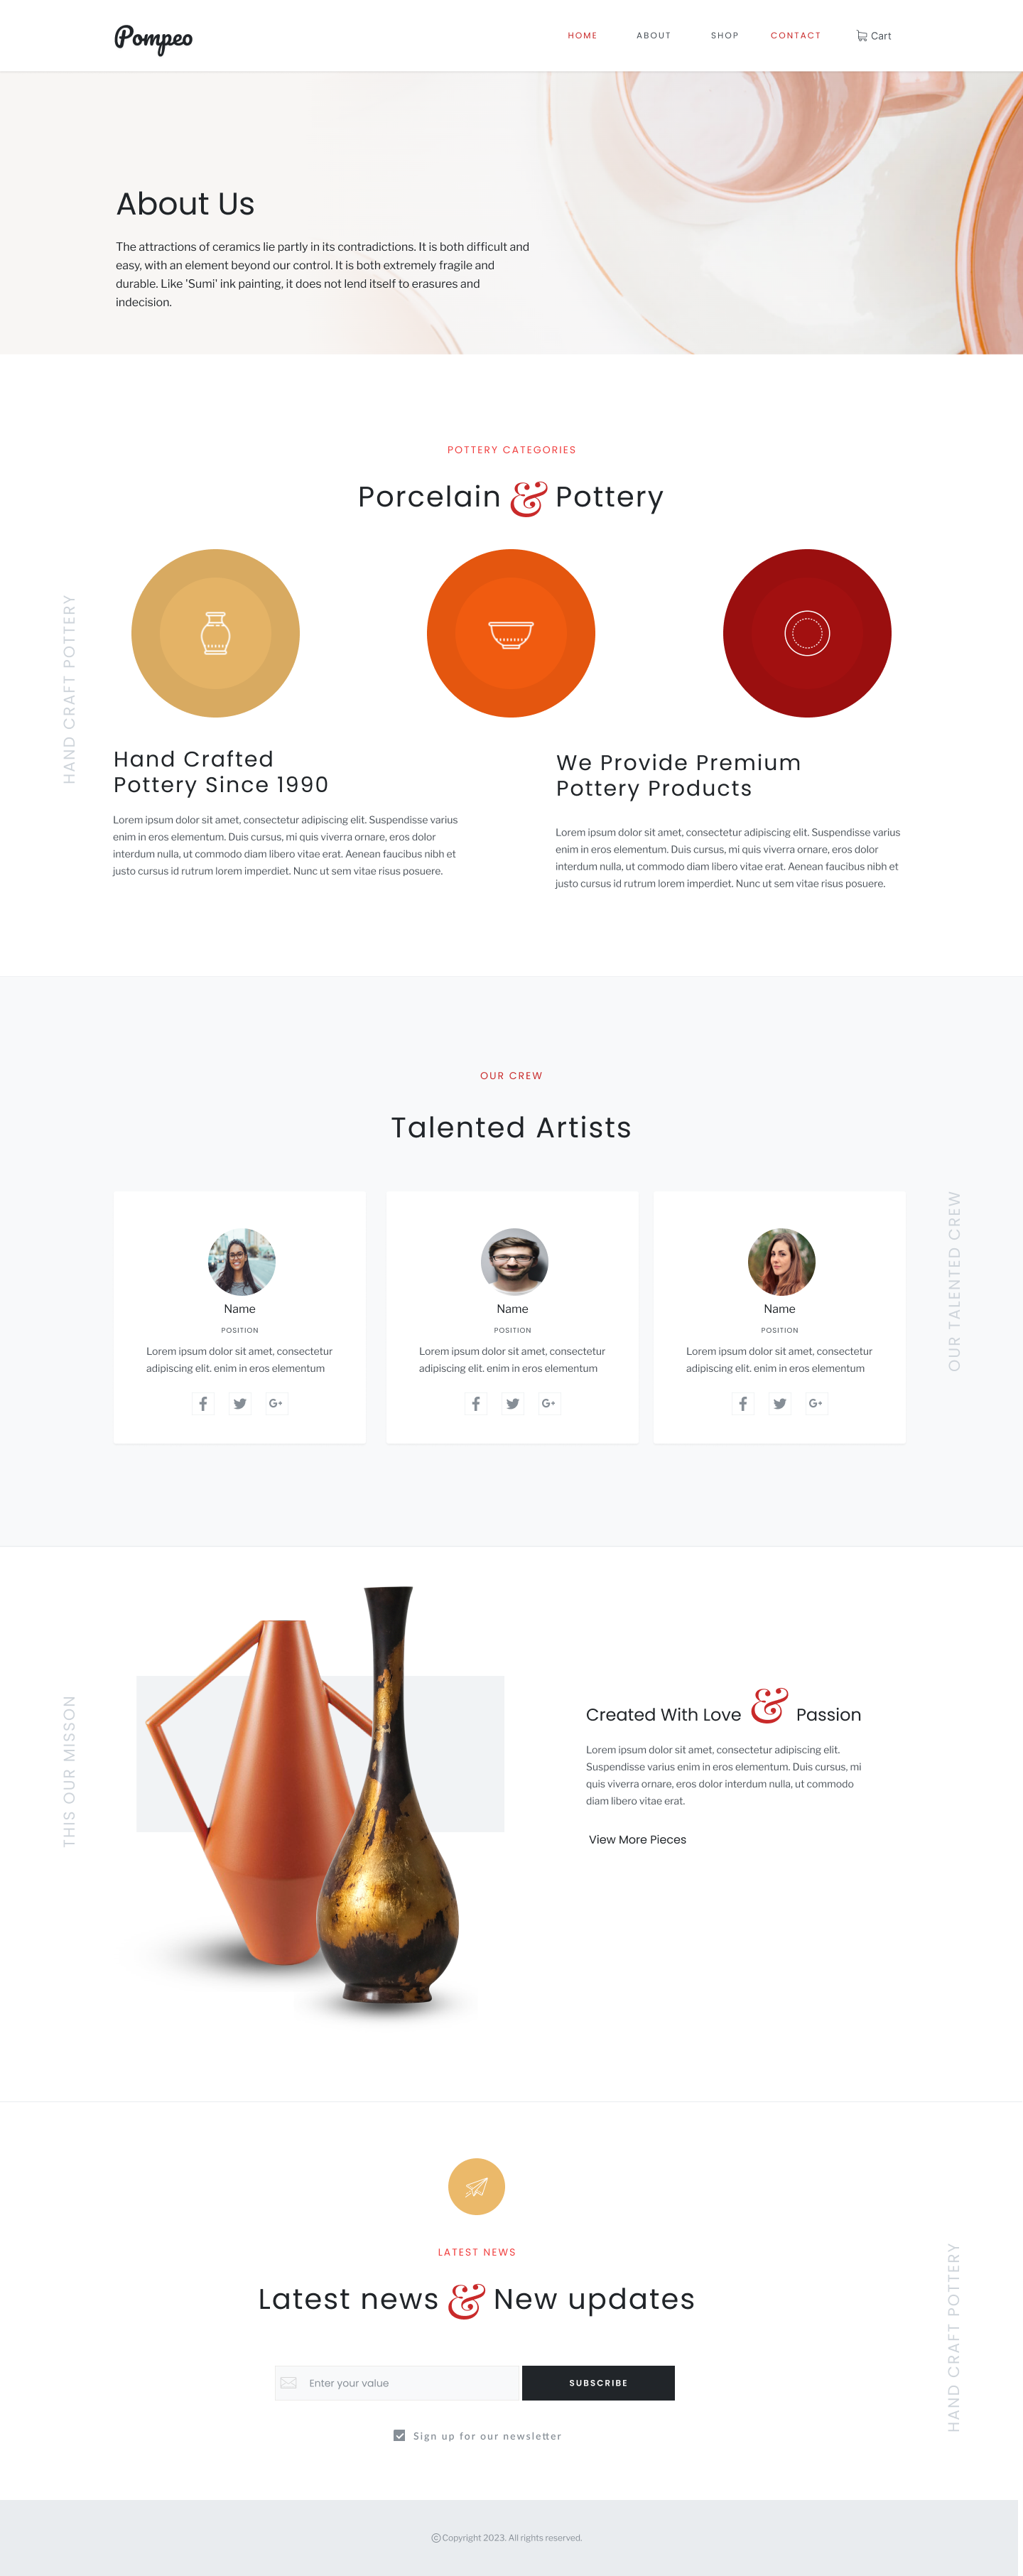 Pompeo
HOME
ABOUT
SHOP
CONTACT
Cart
About Us
The attractions of ceramics lie partly in its contradictions. It is both difficult and
easy, with an element beyond our control. It is both extremely fragile and
durable. Like 'Sumi' ink painting, it does not lend itself to erasures and
indecision.
POTTERY CATEGORIES
Porcelain & Pottery
HAND CRAFT POTTERY
Hand Crafted
Pottery Since 1990
Lorem ipsum dolor sit amet, consectetur adipiscing elit. Suspendisse varius
enim in eros elementum. Duis cursus, mi quis viverra ornare, eros dolor
interdum nulla, ut commodo diam libero vitae erat. Aenean faucibus nibh et
justo cursus id rutrum lorem imperdiet. Nunc ut sem vitae risus posuere.
We Provide Premium
Pottery Products
Lorem ipsum dolor sit amet, consectetur adipiscing elit. Suspendisse varius
enim in eros elementum. Duis cursus, mi quis viverra ornare, eros dolor
interdum nulla, ut commodo diam libero vitae erat. Aenean faucibus nibh et
justo cursus id rutrum lorem imperdiet. Nunc ut sem vitae risus posuere.
OUR CREW
Talented Artists
Name
POSITION
Lorem ipsum dolor sit amet, consectetur
adipiscing elit. enim in eros elementum
G+
Name
POSITION
Lorem ipsum dolor sit amet, consectetur
adipiscing elit. enim in eros elementum
G+
Name
POSITION
Lorem ipsum dolor sit amet, consectetur
adipiscing elit. enim in eros elementum
G+
OUR TALENTED CREW
THIS OUR MISSON
Created With Love & Passion
Lorem ipsum dolor sit amet, consectetur adipiscing elit.
Suspendisse varius enim in eros elementum. Duis cursus, mi
quis viverra ornare, eros dolor interdum nulla, ut commodo
diam libero vitae erat.
View More Pieces
LATEST NEWS
Latest news & New updates
Enter your value
SUBSCRIBE
Sign up for our newsletter
HAND CRAFT POTTERY
© Copyright 2023. All rights reserved.